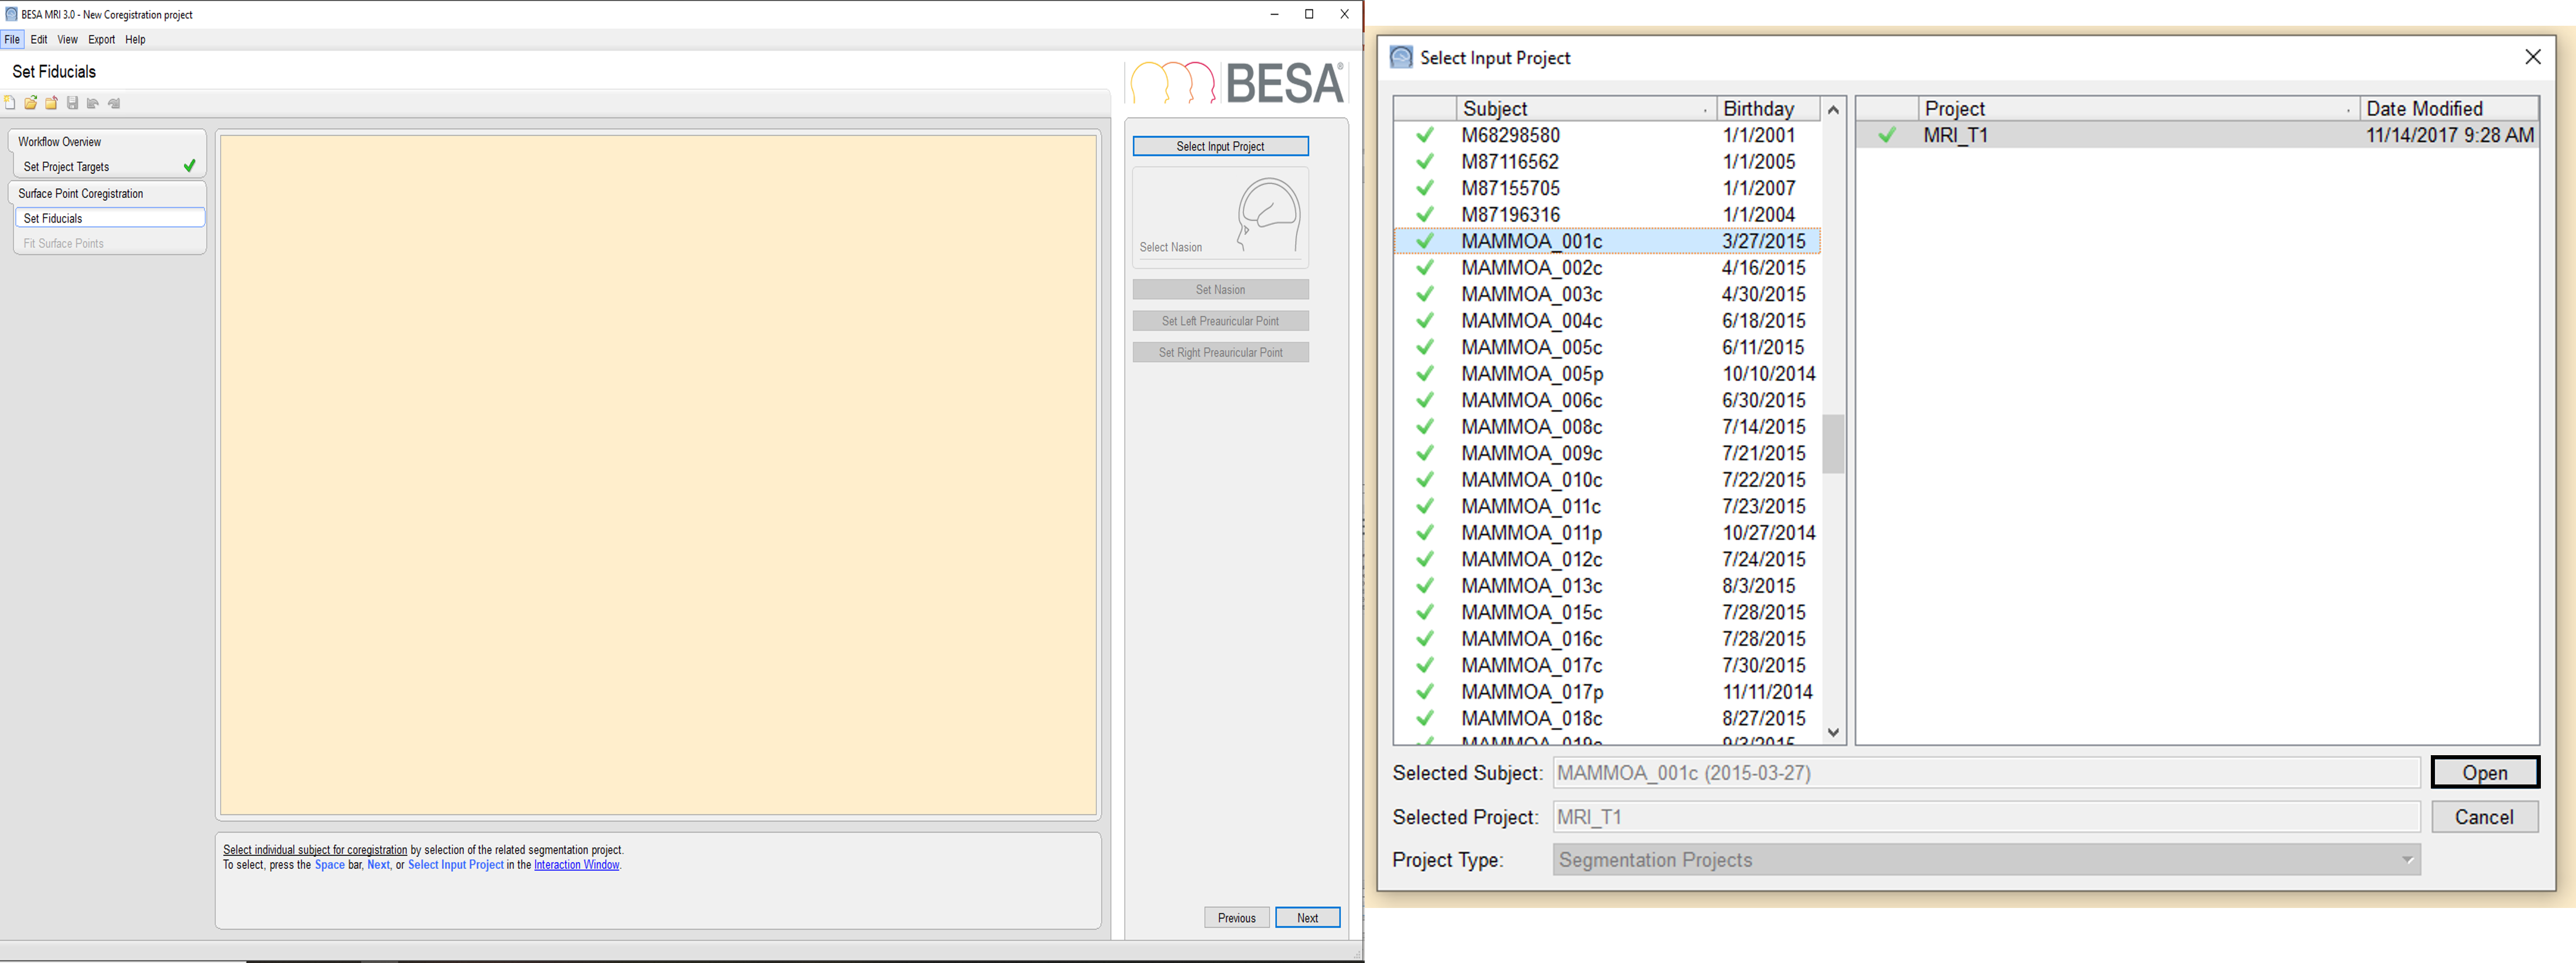 BESA MRI 3.0 - New Coregistration project
File Edit View Export Help
Set Fiducials
BESA®
Workflow Overview
Set Project Targets
Surface Point Coregistration
Set Fiducials
Fit Surface Points
Select Input Project
Select Nasion
Set Nasion
Set Left Preauricular Point
Set Right Preauricular Point
Select individual subject for coregistration by selection of the related segmentation project.
To select, press the Space bar, Next, or Select Input Project in the Interaction Window.
Previous Next
Select Input Project
Subject Birthday
M68298580 1/1/2001
M87116562 1/1/2005
M87155705 1/1/2007
M87196316 1/1/2004
MAMMOA_001c 3/27/2015
MAMMOA_002c 4/16/2015
MAMMOA_003c 4/30/2015
MAMMOA_004c 6/18/2015
MAMMOA_005c 6/11/2015
MAMMOA_005p 10/10/2014
MAMMOA_006c 6/30/2015
MAMMOA_008c 7/14/2015
MAMMOA_009c 7/21/2015
MAMMOA_010c 7/22/2015
MAMMOA_011c 7/23/2015
MAMMOA_011p 10/27/2014
MAMMOA_012c 7/24/2015
MAMMOA_013c 8/3/2015
MAMMOA_015c 7/28/2015
MAMMOA_016c 7/28/2015
MAMMOA_017c 7/30/2015
MAMMOA_017p 11/11/2014
MAMMOA_018c 8/27/2015
Project Date Modified
MRI_T1 11/14/2017 9:28 AM
Selected Subject: MAMMOA_001c (2015-03-27) Open
Selected Project: MRI_T1 Cancel
Project Type: Segmentation Projects